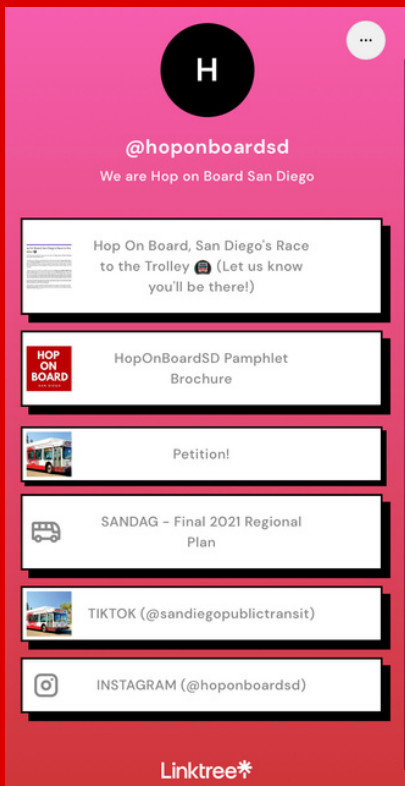 H
...
@hoponboardsd
We are Hop on Board San Diego
Hop On Board, San Diego's Race
to the Trolley 🚋 (Let us know
you'll be there!)
HOP
ON
BOARD
SAN DIEGO
HopOnBoardSD Pamphlet
Brochure
Petition!
SANDAG - Final 2021 Regional
Plan
TIKTOK (@sandiegopublictransit)
INSTAGRAM (@hoponboardsd)
Linktree